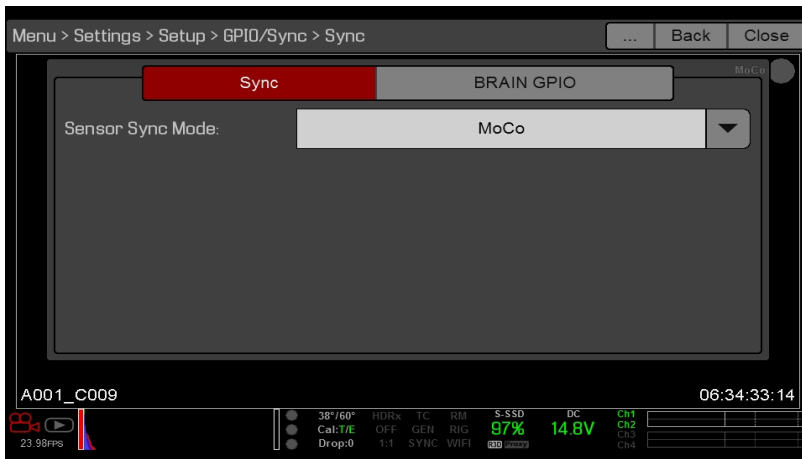 Menu > Settings > Setup > GPIO/Sync > Sync ... Back Close
MoCo
Sync BRAIN GPIO
Sensor Sync Mode: MoCo
A001_C009 06:34:33:14
38°/60° HDRx TC RM S-SSD DC Ch1
Cal:T/E OFF GEN RIG 97% 14.8V Ch2
Ch3
23.98FPS Drop:0 1:1 SYNC WIFI R3D Proxy Ch4